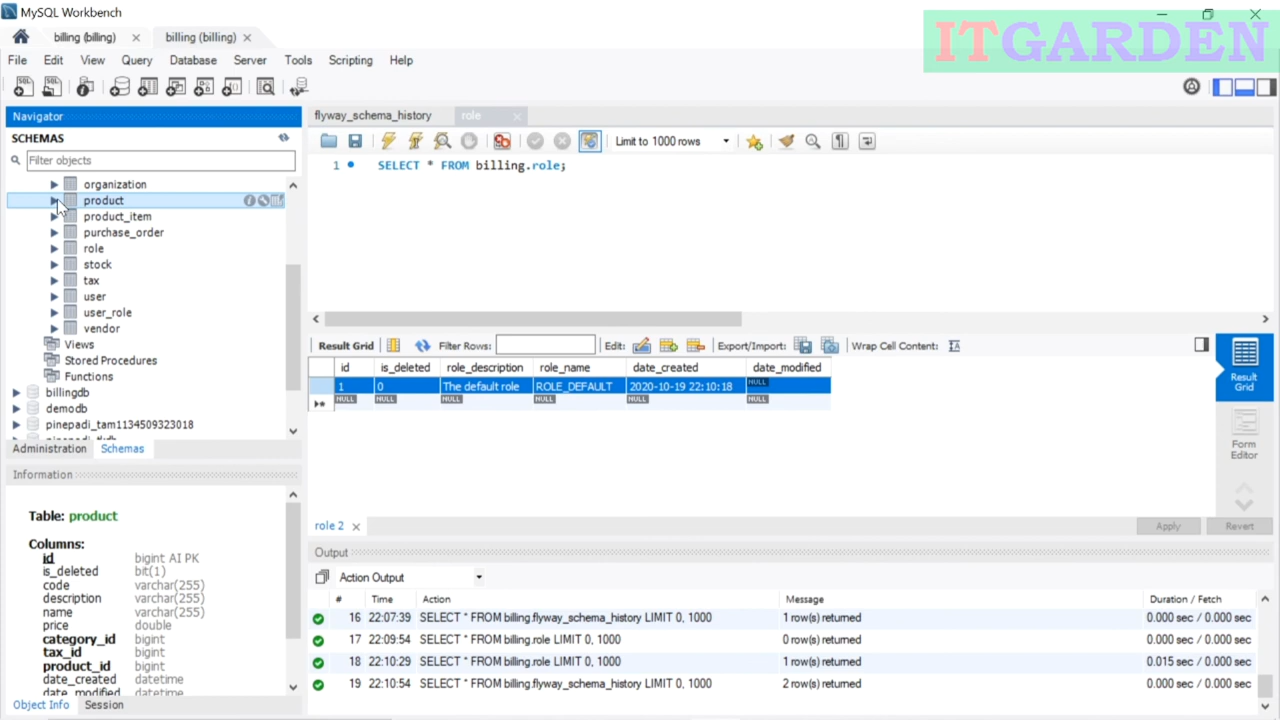 MySQL Workbench
ITGARDEN
billing (billing)
billing (billing)
File Edit View Query Database Server Tools Scripting Help
Navigator
SCHEMAS
Filter objects
organization
product
product_item
purchase_order
role
stock
tax
user
user_role
vendor
Views
Stored Procedures
Functions
billingdb
demodb
pinepadi_tam1134509323018
Administration Schemas
Information
Table: product
Columns:
id bigint AI PK
is_deleted bit(1)
code varchar(255)
description varchar(255)
name varchar(255)
price double
category_id bigint
tax_id bigint
product_id bigint
date_created datetime
date_modified datetime
Object Info Session
flyway_schema_history role
Limit to 1000 rows
1 SELECT * FROM billing.role;
Result Grid Filter Rows: Edit: Export/Import: Wrap Cell Content:
id is_deleted role_description role_name date_created date_modified
1 0 The default role ROLE_DEFAULT 2020-10-19 22:10:18 NULL
NULL NULL NULL NULL NULL NULL
Result
Grid
Form
Editor
role 2 Apply Revert
Output
Action Output
# Time Action Message Duration / Fetch
16 22:07:39 SELECT * FROM billing.flyway_schema_history LIMIT 0, 1000 1 row(s) returned 0.000 sec / 0.000 sec
17 22:09:54 SELECT * FROM billing.role LIMIT 0, 1000 0 row(s) returned 0.000 sec / 0.000 sec
18 22:10:29 SELECT * FROM billing.role LIMIT 0, 1000 1 row(s) returned 0.015 sec / 0.000 sec
19 22:10:54 SELECT * FROM billing.flyway_schema_history LIMIT 0, 1000 2 row(s) returned 0.000 sec / 0.000 sec